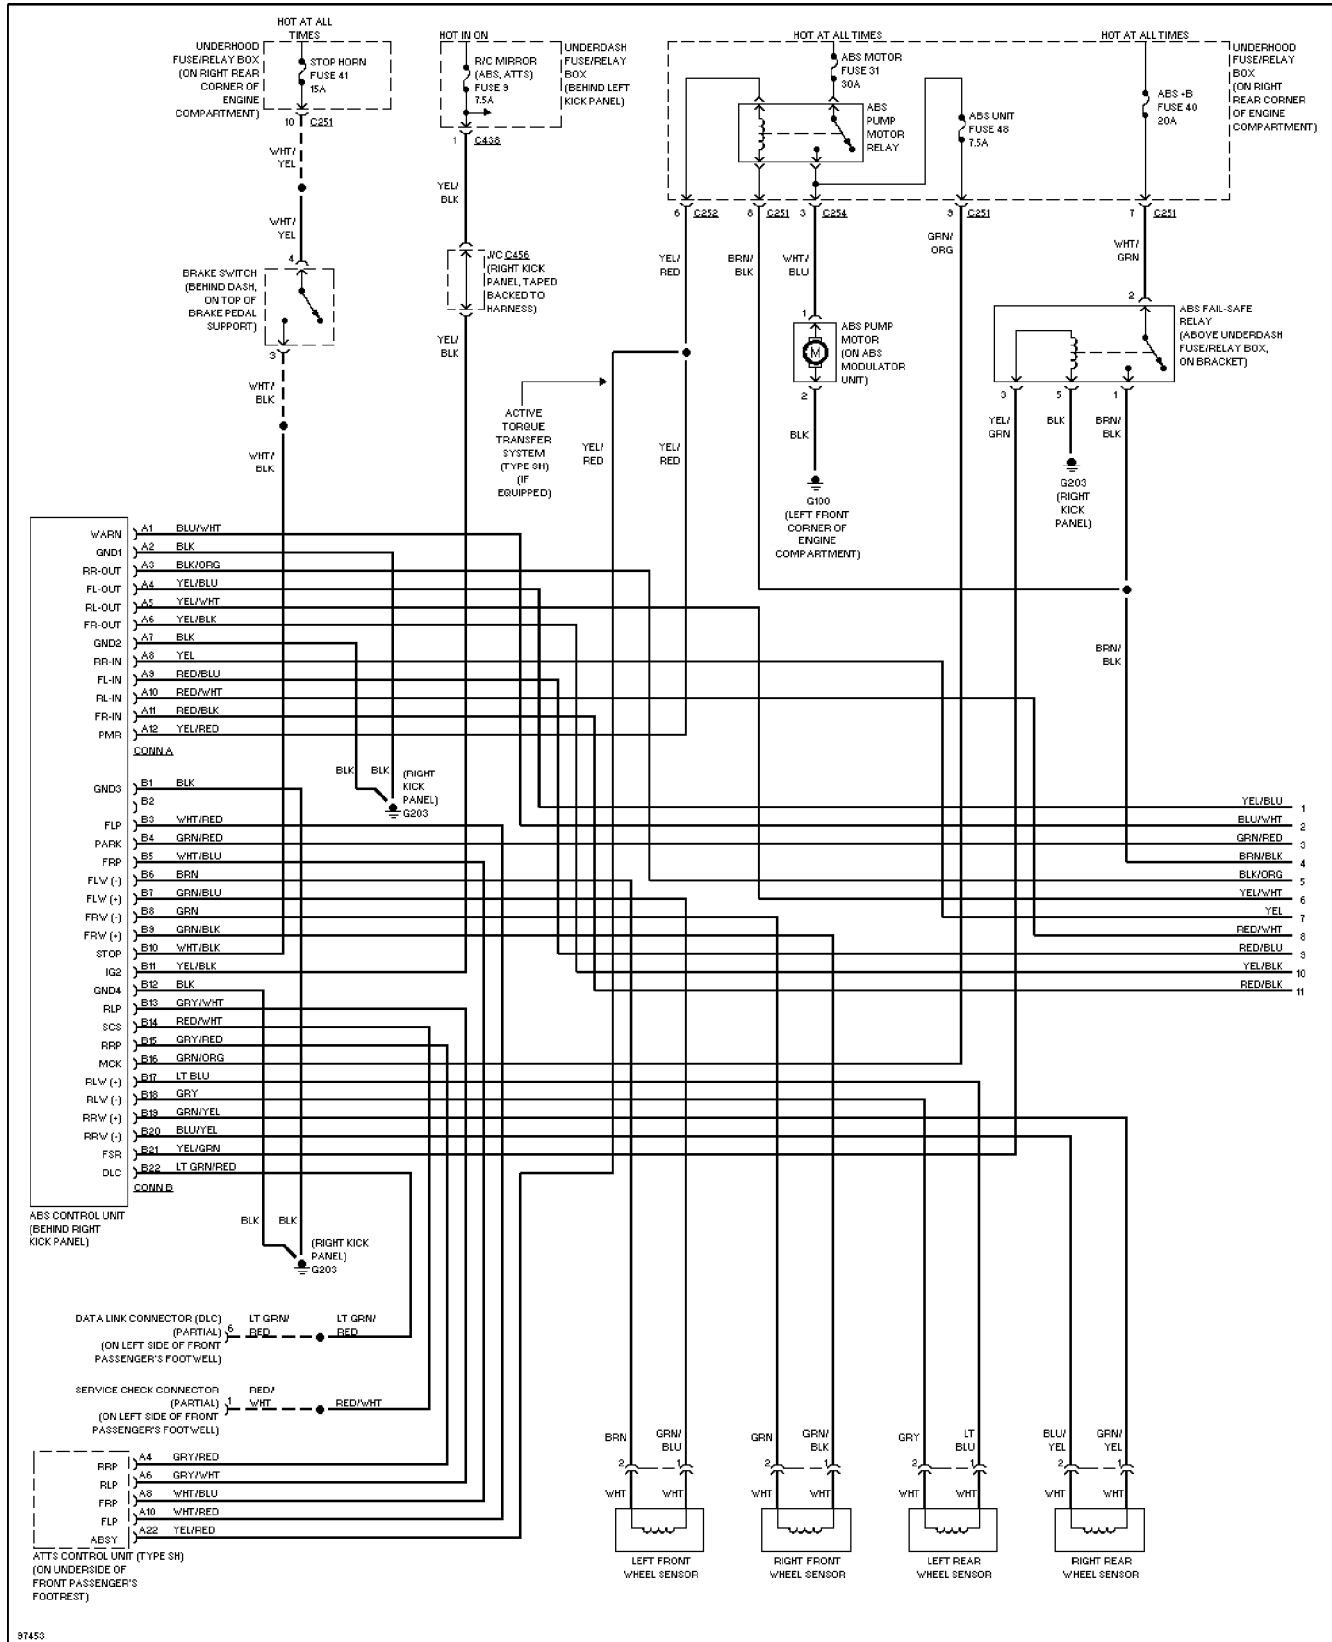 HOT AT ALL
TIMES
UNDERHOOD
FUSE/RELAY BOX
(ON RIGHT REAR
CORNER OF
ENGINE
COMPARTMENT)
STOP HORN
FUSE 41
15A
10 C251
WHT/
YEL
WHT/
YEL
4
BRAKE SWITCH
(BEHIND DASH,
ON TOP OF
BRAKE PEDAL
SUPPORT)
3
WHT/
BLK
WHT/
BLK
HOT IN ON
R/C MIRROR
(ABS, ATTS)
FUSE 9
7.5A
UNDERDASH
FUSE/RELAY
BOX
(BEHIND LEFT
KICK PANEL)
1 C438
YEL/
BLK
J/C C456
(RIGHT KICK
PANEL, TAPED
BACKED TO
HARNESS)
YEL/
BLK
ACTIVE
TORQUE
TRANSFER
SYSTEM
(TYPE SH)
(IF
EQUIPPED)
HOT AT ALL TIMES
ABS MOTOR
FUSE 31
30A
ABS
PUMP
MOTOR
RELAY
ABS UNIT
FUSE 48
7.5A
HOT AT ALL TIMES
ABS +B
FUSE 40
20A
UNDERHOOD
FUSE/RELAY
BOX
(ON RIGHT
REAR CORNER
OF ENGINE
COMPARTMENT)
6 C252
8 C251
3 C254
9 C251
7 C251
YEL/
RED
BRN/
BLK
WHT/
BLU
GRN/
ORG
WHT/
GRN
1
M
ABS PUMP
MOTOR
(ON ABS
MODULATOR
UNIT)
2
BLK
G100
(LEFT FRONT
CORNER OF
ENGINE
COMPARTMENT)
2
ABS FAIL-SAFE
RELAY
(ABOVE UNDERDASH
FUSE/RELAY BOX,
ON BRACKET)
3 5 1
YEL/
GRN
BLK
BRN/
BLK
G203
(RIGHT
KICK
PANEL)
YEL/
RED
YEL/
RED
BRN/
BLK
WARN A1 BLU/WHT
GND1 A2 BLK
RR-OUT A3 BLK/ORG
FL-OUT A4 YEL/BLU
RL-OUT A5 YEL/WHT
FR-OUT A6 YEL/BLK
GND2 A7 BLK
RR-IN A8 YEL
FL-IN A9 RED/BLU
RL-IN A10 RED/WHT
FR-IN A11 RED/BLK
PMR A12 YEL/RED
CONN A
BLK BLK
(RIGHT
KICK
PANEL)
G203
GND3 B1 BLK
B2
FLP B3 WHT/RED
PARK B4 GRN/RED
FRP B5 WHT/BLU
FLW (-) B6 BRN
FLW (+) B7 GRN/BLU
FRW (-) B8 GRN
FRW (+) B9 GRN/BLK
STOP B10 WHT/BLK
IG2 B11 YEL/BLK
GND4 B12 BLK
RLP B13 GRY/WHT
SCS B14 RED/WHT
RRP B15 GRY/RED
MCK B16 GRN/ORG
RLW (+) B17 LT BLU
RLW (-) B18 GRY
RRW (+) B19 GRN/YEL
RRW (-) B20 BLU/YEL
FSR B21 YEL/GRN
DLC B22 LT GRN/RED
CONN B
ABS CONTROL UNIT
(BEHIND RIGHT
KICK PANEL)
YEL/BLU 1
BLU/WHT 2
GRN/RED 3
BRN/BLK 4
BLK/ORG 5
YEL/WHT 6
YEL 7
RED/WHT 8
RED/BLU 9
YEL/BLK 10
RED/BLK 11
BLK BLK
(RIGHT KICK
PANEL)
G203
DATA LINK CONNECTOR (DLC)
(PARTIAL)
(ON LEFT SIDE OF FRONT
PASSENGER'S FOOTWELL)
6
LT GRN/
RED
LT GRN/
RED
SERVICE CHECK CONNECTOR
(PARTIAL)
(ON LEFT SIDE OF FRONT
PASSENGER'S FOOTWELL)
1
RED/
WHT
RED/WHT
RRP A4 GRY/RED
RLP A6 GRY/WHT
FRP A8 WHT/BLU
FLP A10 WHT/RED
ABSY A22 YEL/RED
ATTS CONTROL UNIT (TYPE SH)
(ON UNDERSIDE OF
FRONT PASSENGER'S
FOOTREST)
BRN
GRN/
BLU
2 1
WHT WHT
LEFT FRONT
WHEEL SENSOR
GRN
GRN/
BLK
2 1
WHT WHT
RIGHT FRONT
WHEEL SENSOR
GRY
LT
BLU
2 1
WHT WHT
LEFT REAR
WHEEL SENSOR
BLU/
YEL
GRN/
YEL
2 1
WHT WHT
RIGHT REAR
WHEEL SENSOR
97453